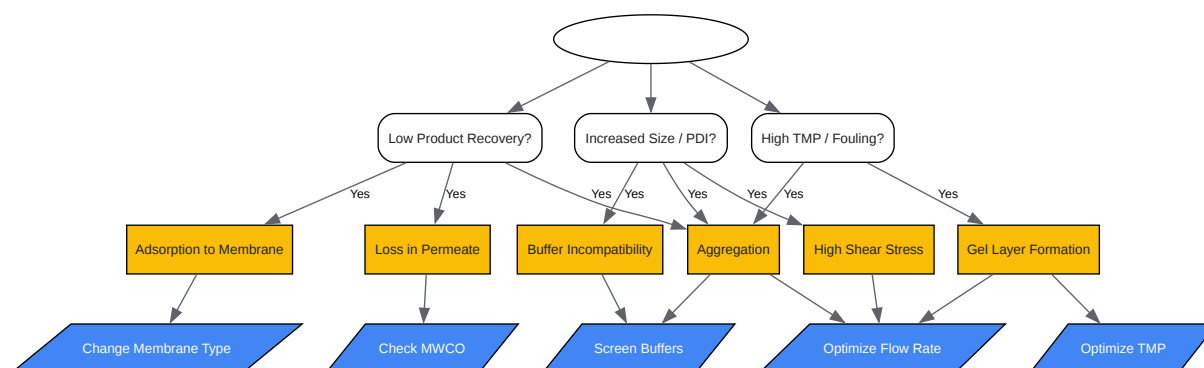 Low Product Recovery?
Increased Size / PDI?
High TMP / Fouling?
Yes
Yes
Yes
Yes
Yes
Yes
Yes
Yes
Adsorption to Membrane
Loss in Permeate
Buffer Incompatibility
Aggregation
High Shear Stress
Gel Layer Formation
Change Membrane Type
Check MWCO
Screen Buffers
Optimize Flow Rate
Optimize TMP